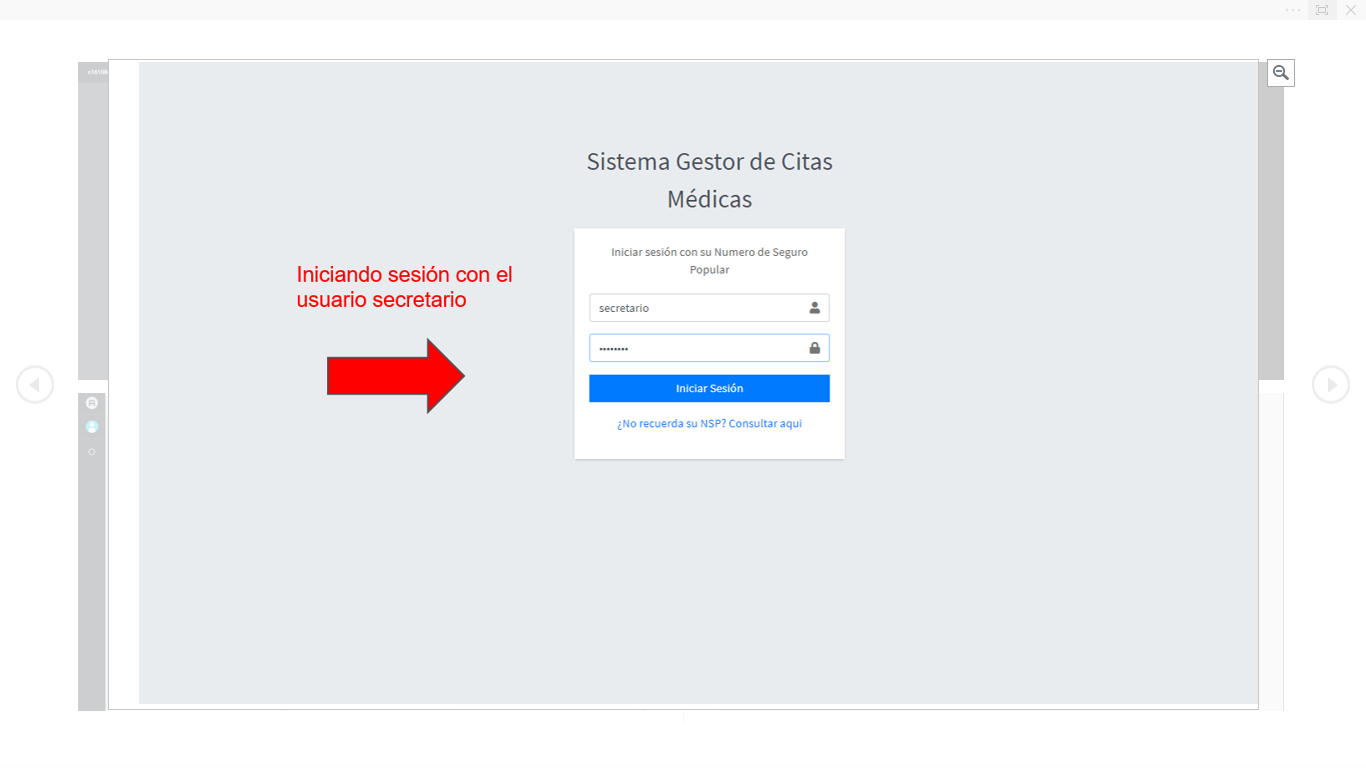 Sistema Gestor de Citas
Médicas
Iniciar sesión con su Numero de Seguro
Popular
Iniciando sesión con el
usuario secretario
secretario
••••••••
Iniciar Sesión
¿No recuerda su NSP? Consultar aqui